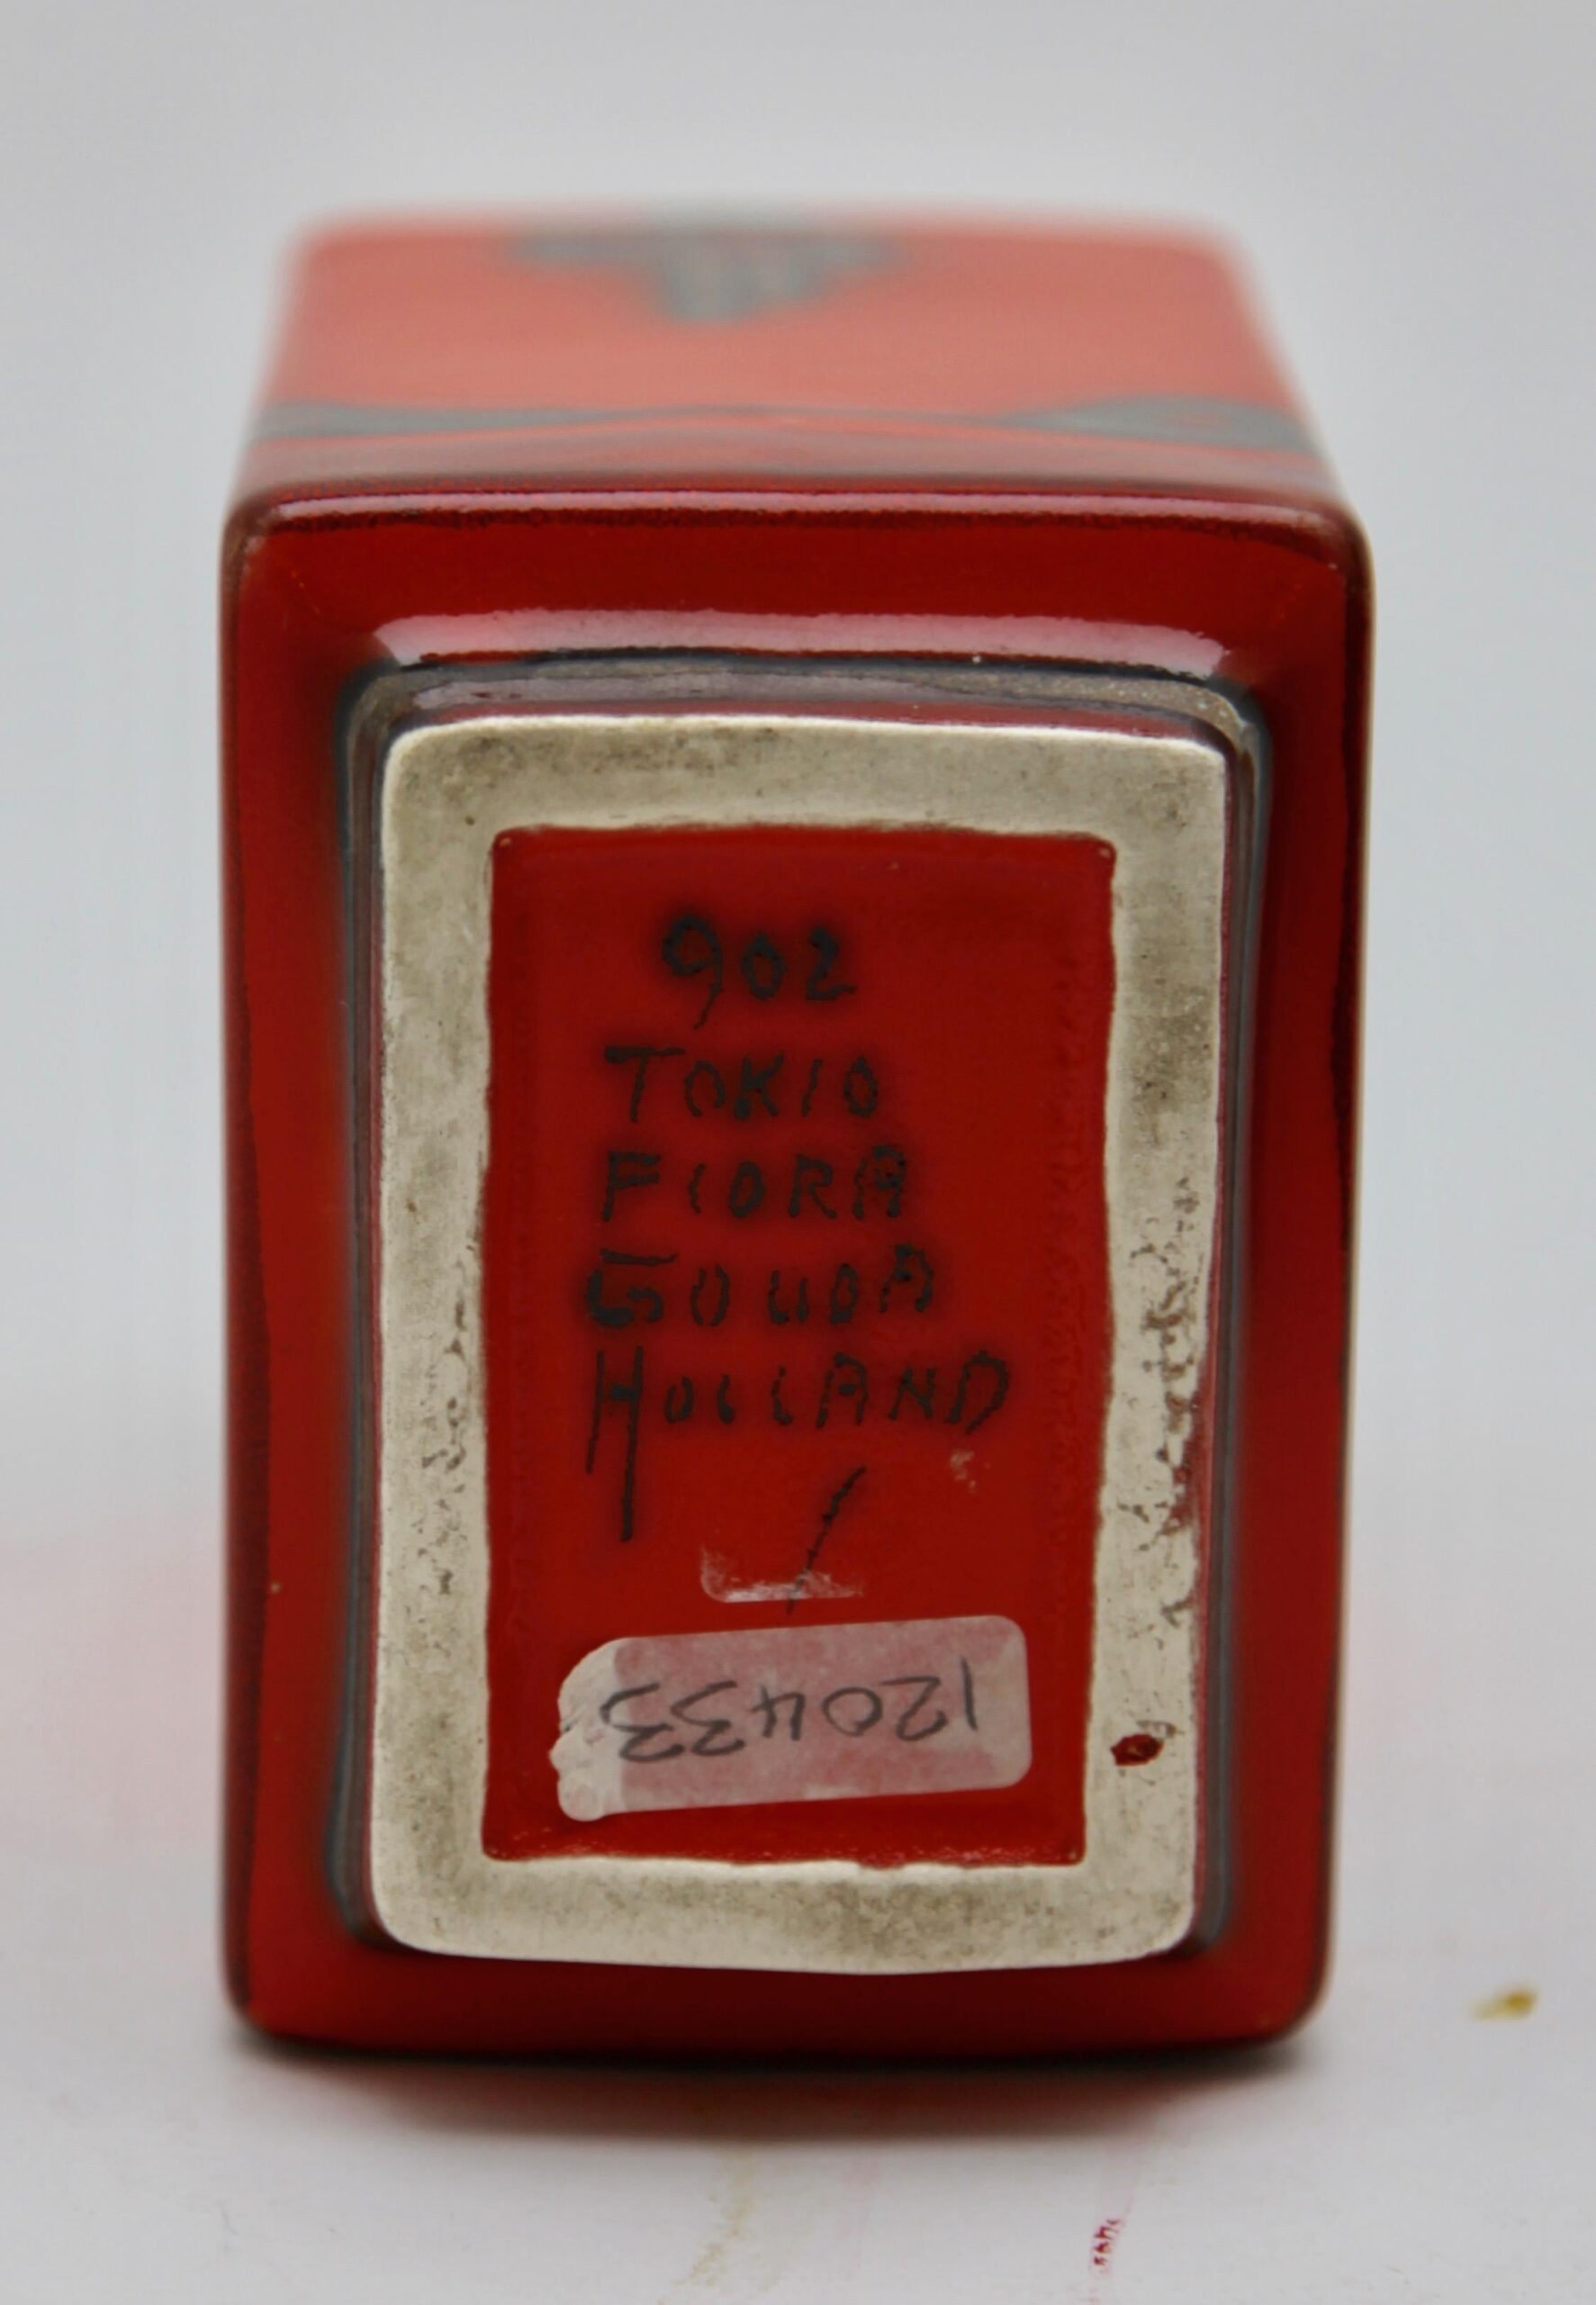 902
TOKIO
FIORA
GOUDA
HOLLAND
120433